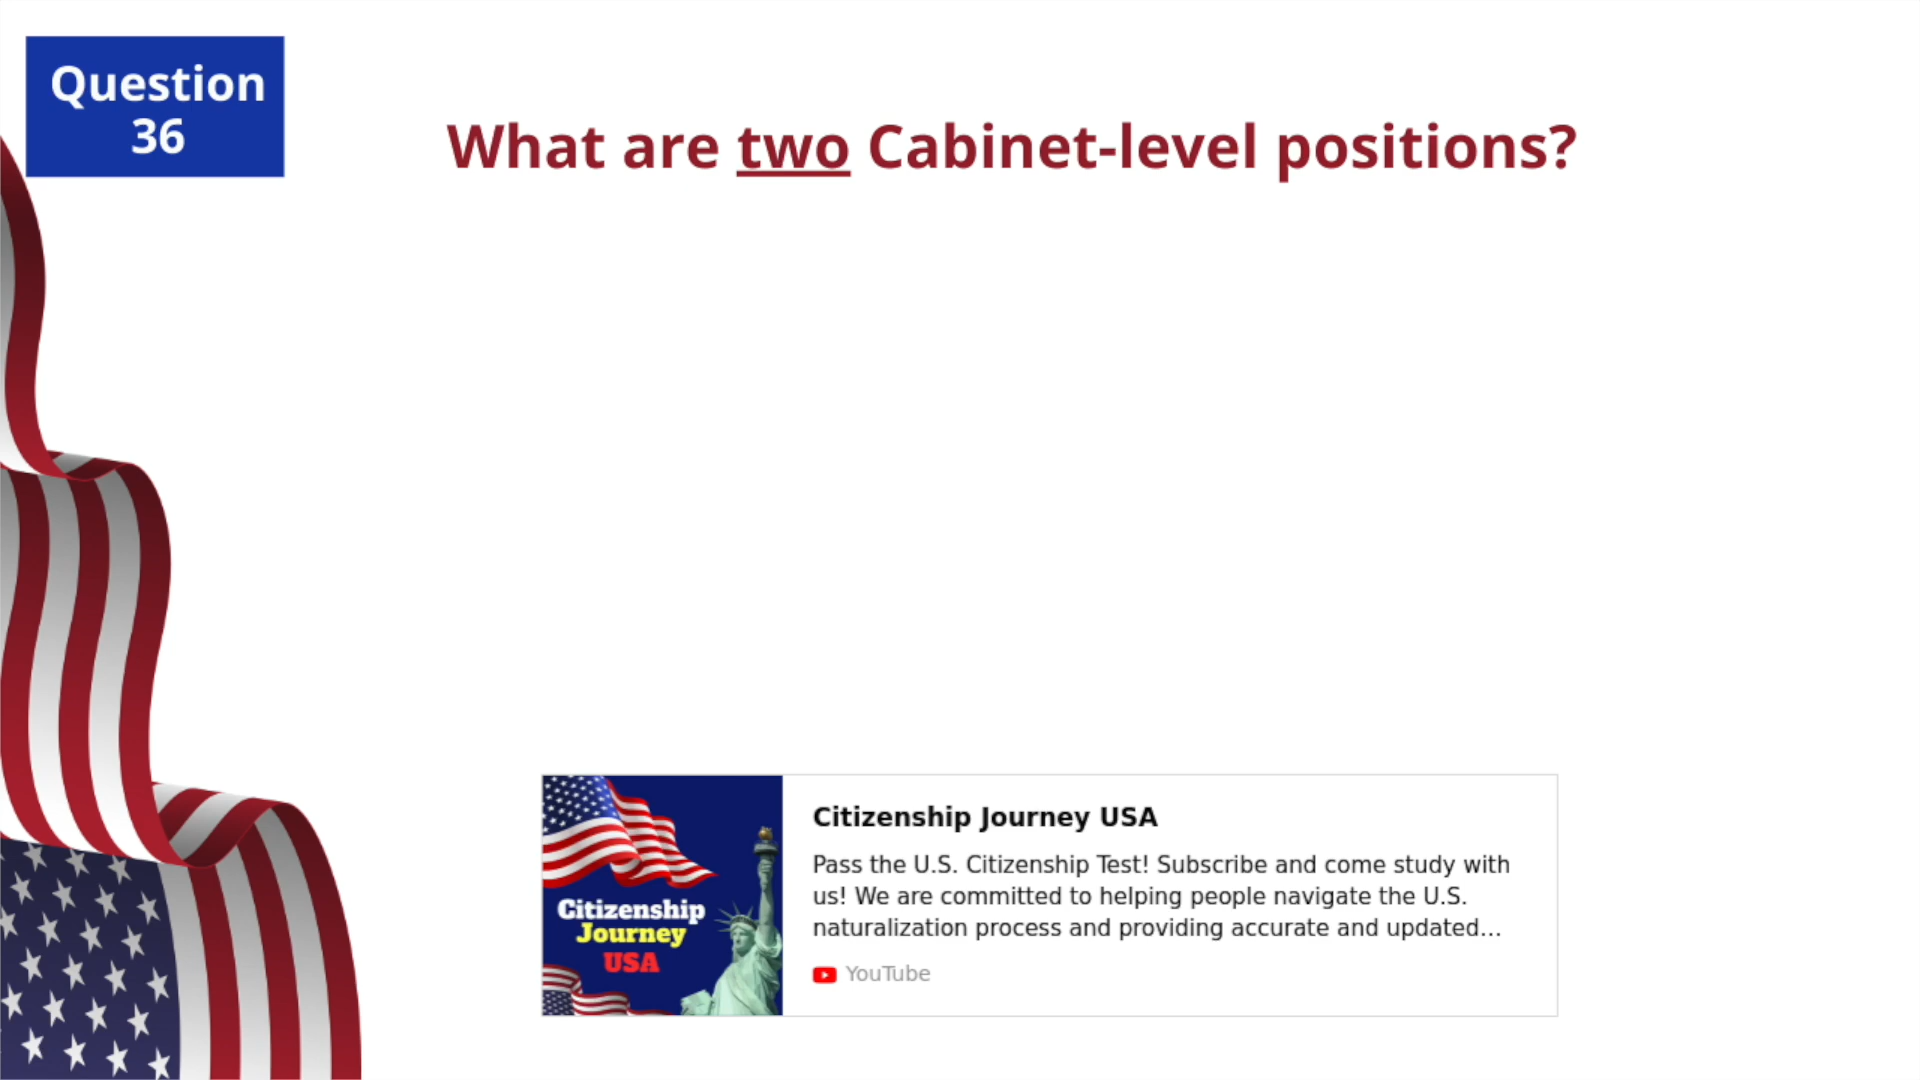 Question
36
What are two Cabinet-level positions?
Citizenship
Journey
USA
Citizenship Journey USA
Pass the U.S. Citizenship Test! Subscribe and come study with
us! We are committed to helping people navigate the U.S.
naturalization process and providing accurate and updated...
YouTube